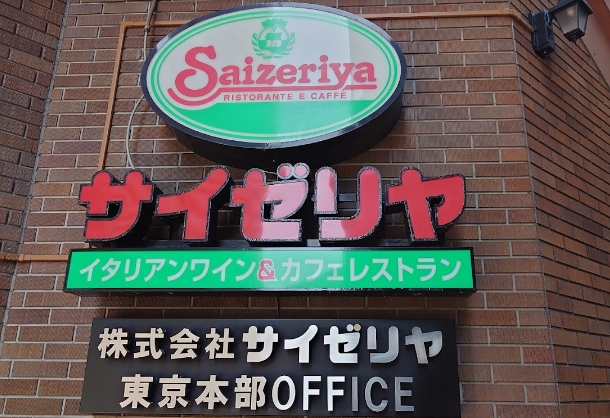 Saizeriya
RISTORANTE E CAFFÈ
サイゼリヤ
イタリアンワイン&カフェレストラン
株式会社サイゼリヤ
東京本部OFFICE